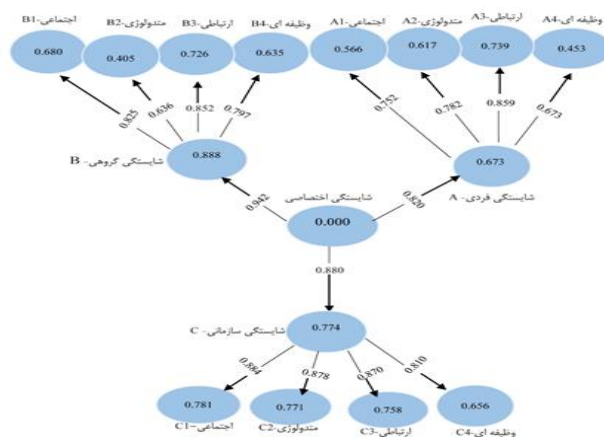 B1-اجتماعی
B2-متدولوژی
B3-ارتباطی
B4-وظیفه ای
A1-اجتماعی
A2-متدولوژی
A3-ارتباطی
A4-وظیفه ای
0.680
0.405
0.726
0.635
0.566
0.617
0.739
0.453
0.825
0.636
0.852
0.797
0.752
0.782
0.859
0.673
شایستگی گروهی- B
0.888
0.673
شایستگی فردی- A
0.942
شایستگی اختصاصی
0.820
0.000
0.880
شایستگی سازمانی- C
0.774
0.884
0.878
0.870
0.810
0.781
0.771
0.758
0.656
C1-اجتماعی
C2-متدولوژی
C3-ارتباطی
C4-وظیفه ای